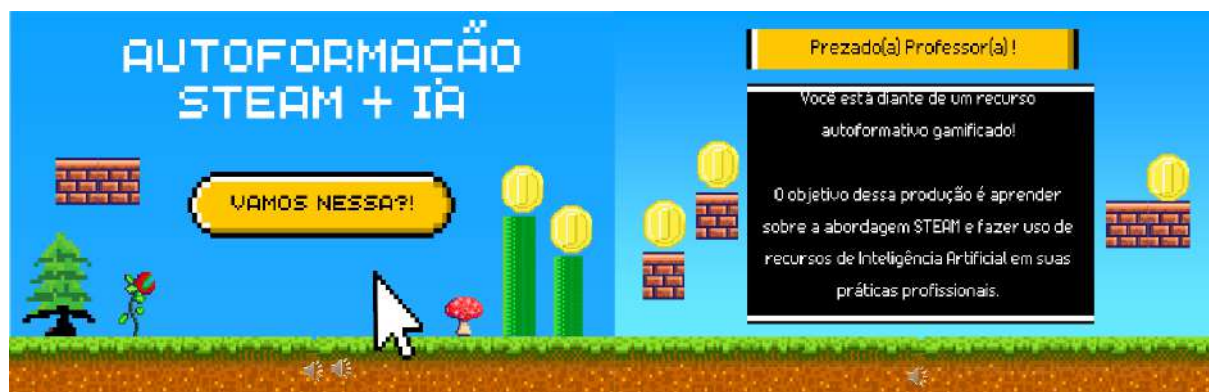 AUTOFORMAÇÃO
STEAM + IA
VAMOS NESSA?!
Prezado(a) Professor(a) !
Você está diante de um recurso
autoformativo gamificado!
O objetivo dessa produção é aprender
sobre a abordagem STEAM e fazer uso de
recursos de Inteligência Artificial em suas
práticas profissionais.